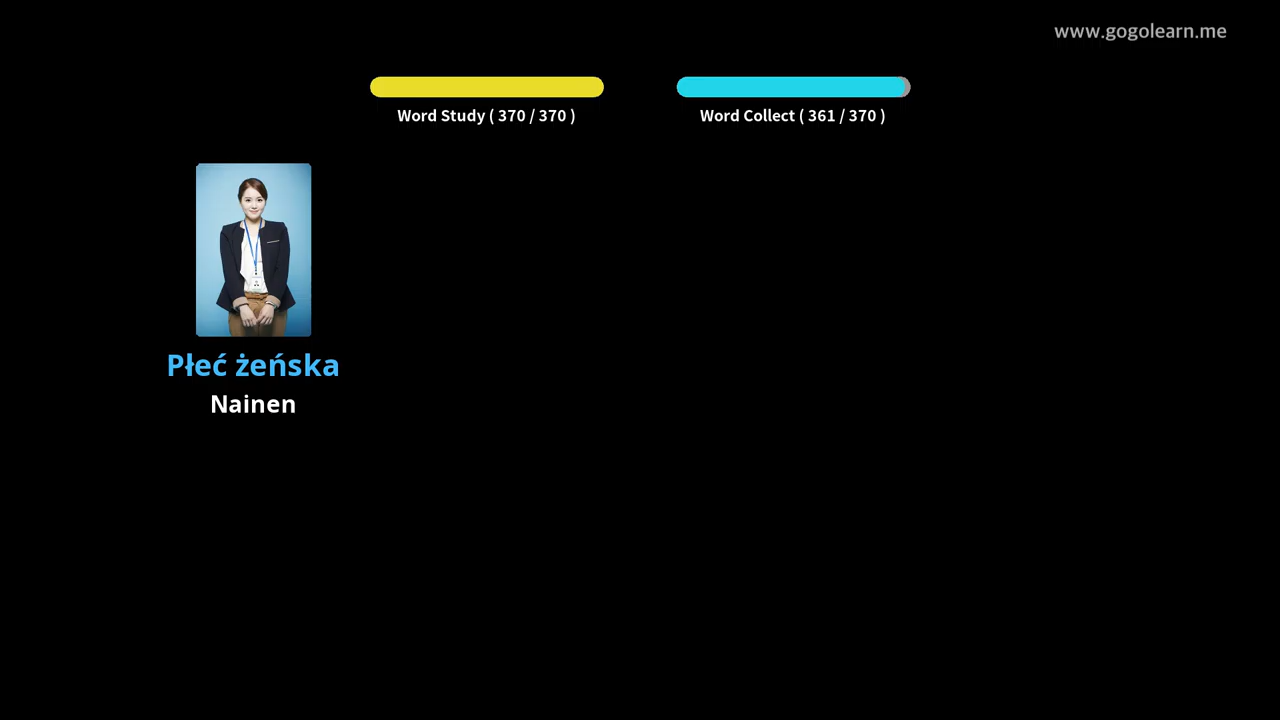 www.gogolearn.me
Word Study ( 370 / 370 )
Word Collect ( 361 / 370 )
Płeć żeńska
Nainen